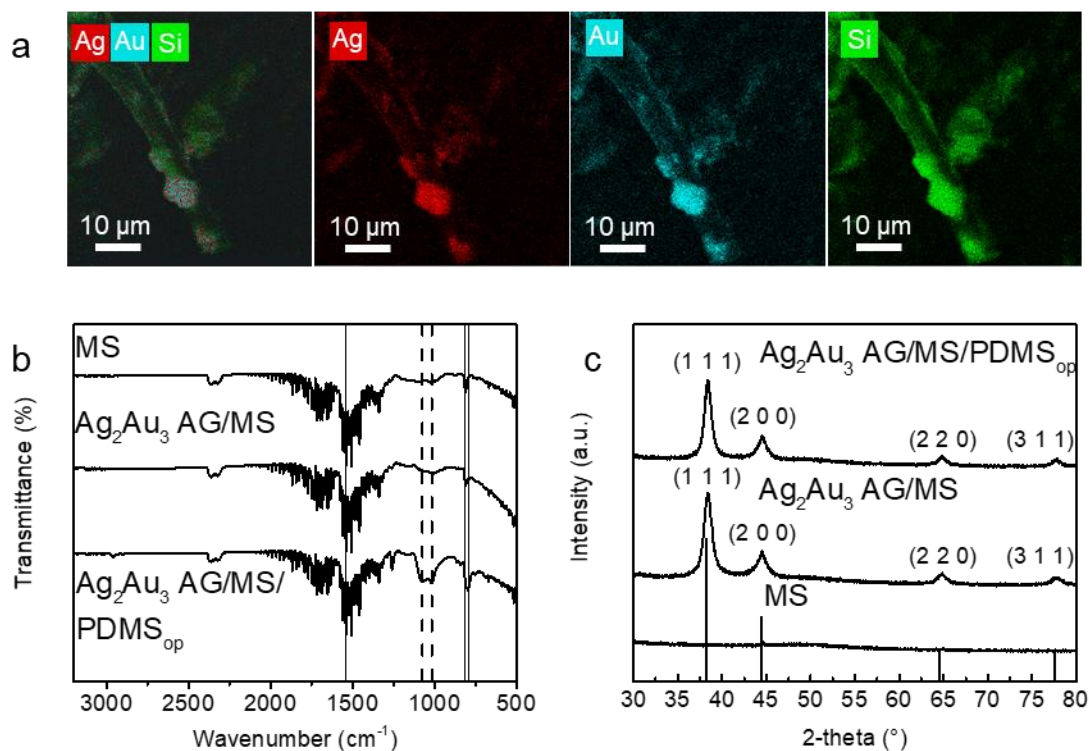 a
Ag Au Si
10 µm
Ag
10 µm
Au
10 µm
Si
10 µm
b
MS
Ag₂Au₃ AG/MS
Ag₂Au₃ AG/MS/
PDMSₒₚ
Transmittance (%)
3000 2500 2000 1500 1000 500
Wavenumber (cm⁻¹)
c
Ag₂Au₃ AG/MS/PDMSₒₚ
(1 1 1)
(2 0 0)
(2 2 0)
(3 1 1)
Ag₂Au₃ AG/MS
(1 1 1)
(2 0 0)
(2 2 0)
(3 1 1)
MS
Intensity (a.u.)
30 35 40 45 50 55 60 65 70 75 80
2-theta (°)